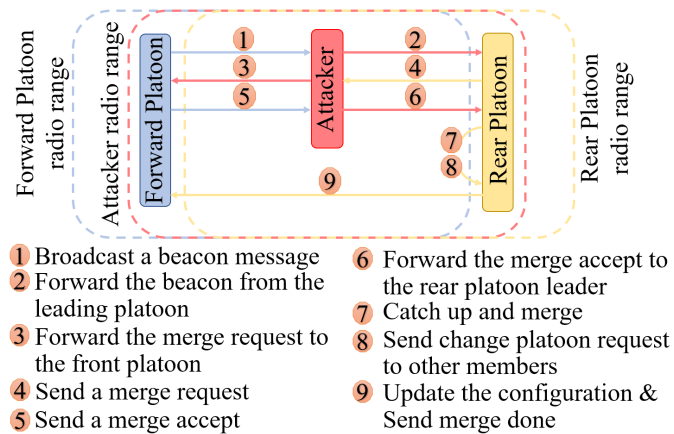 Forward Platoon
radio range
Attacker radio range
Forward Platoon
1
3
5
Attacker
2
4
6
7
8
9
Rear Platoon
Rear Platoon
radio range
1 Broadcast a beacon message
2 Forward the beacon from the
leading platoon
3 Forward the merge request to
the front platoon
4 Send a merge request
5 Send a merge accept
6 Forward the merge accept to
the rear platoon leader
7 Catch up and merge
8 Send change platoon request
to other members
9 Update the configuration &
Send merge done